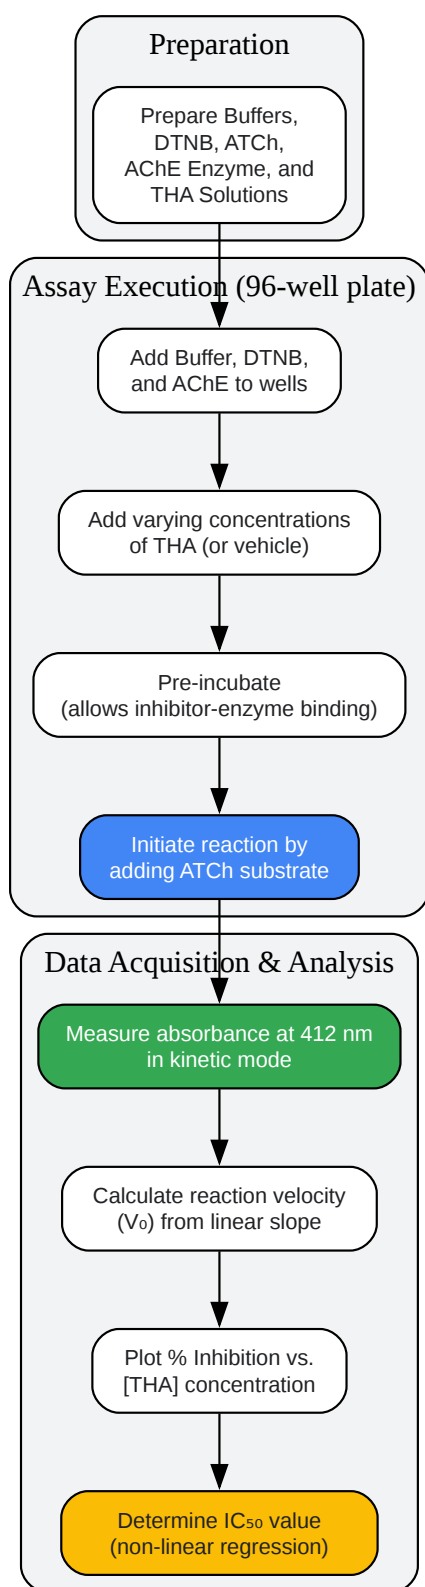 Preparation
Prepare Buffers,
DTNB, ATCh,
AChE Enzyme, and
THA Solutions
Assay Execution (96-well plate)
Add Buffer, DTNB,
and AChE to wells
Add varying concentrations
of THA (or vehicle)
Pre-incubate
(allows inhibitor-enzyme binding)
Initiate reaction by
adding ATCh substrate
Data Acquisition & Analysis
Measure absorbance at 412 nm
in kinetic mode
Calculate reaction velocity
(V₀) from linear slope
Plot % Inhibition vs.
[THA] concentration
Determine IC₅₀ value
(non-linear regression)